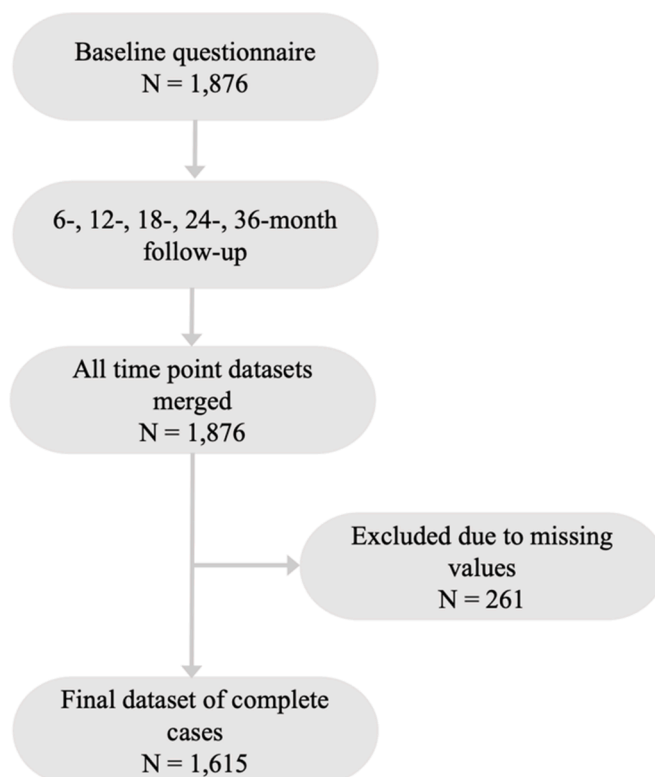 Baseline questionnaire
N = 1,876
6-, 12-, 18-, 24-, 36-month
follow-up
All time point datasets
merged
N = 1,876
Excluded due to missing
values
N = 261
Final dataset of complete
cases
N = 1,615